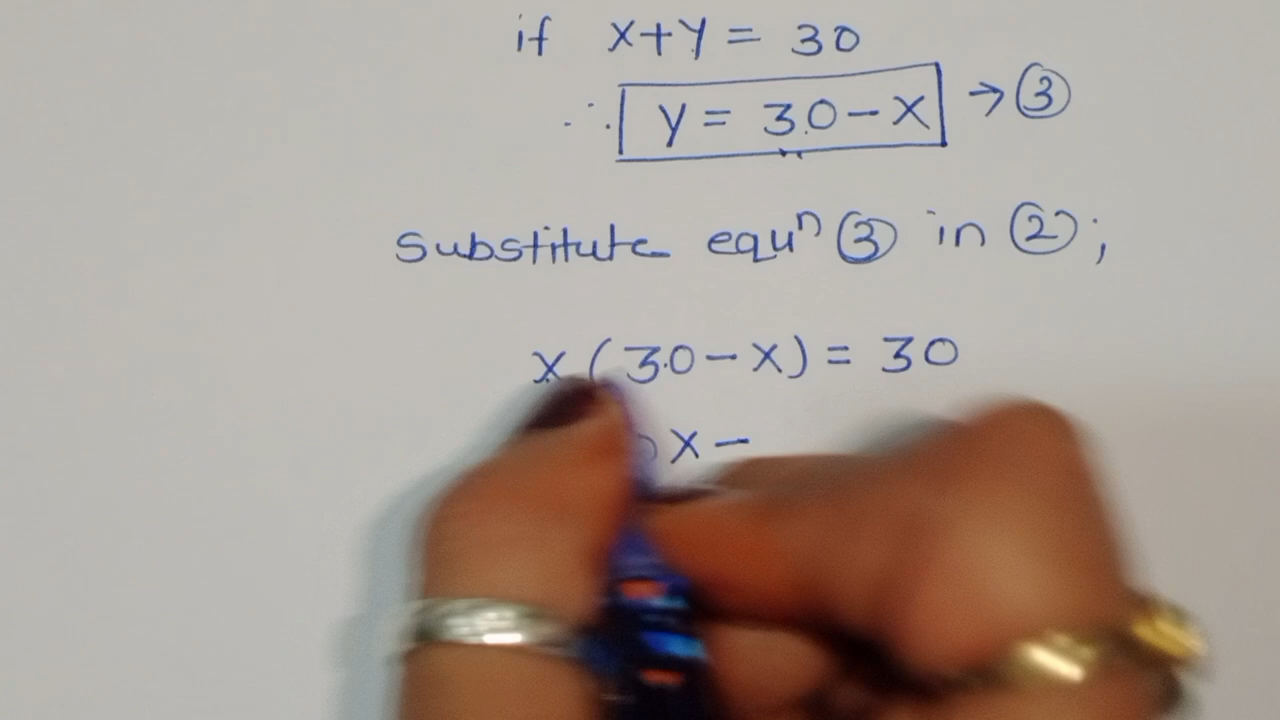 if x+y = 30
∴ y = 30-x → ③
Substitute equⁿ ③ in ②;
x(30-x) = 30
x -